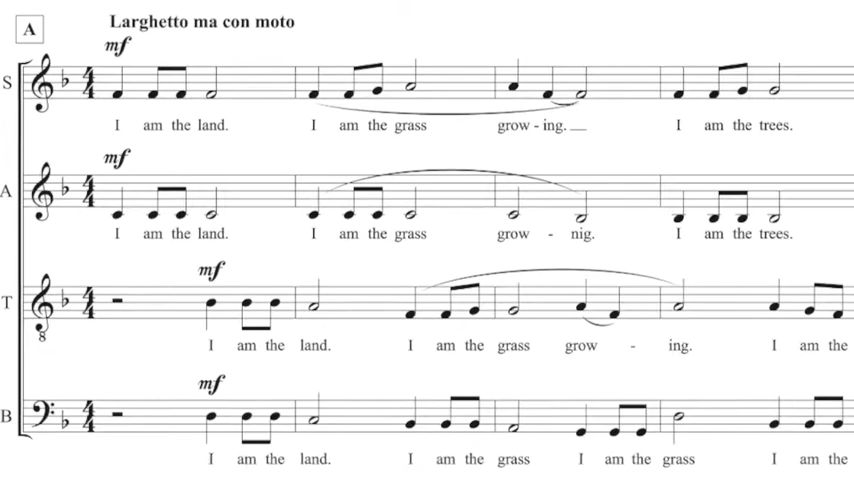 A
Larghetto ma con moto
mf
S
I am the land. I am the grass grow - ing. I am the trees.
mf
A
I am the land. I am the grass grow - nig. I am the trees.
mf
T
8
I am the land. I am the grass grow - ing. I am the
mf
B
I am the land. I am the grass I am the grass I am the